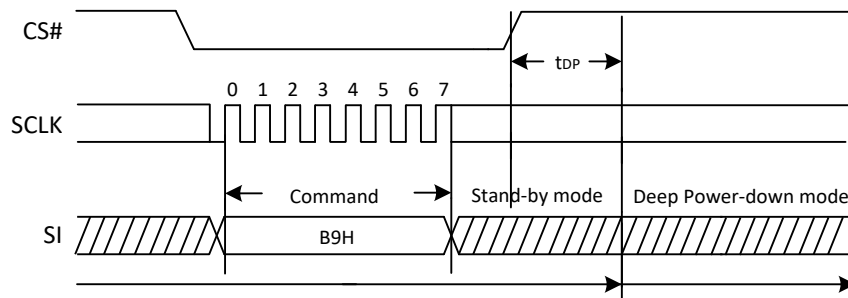 CS#
tDP
0 1 2 3 4 5 6 7
SCLK
Command
Stand-by mode
Deep Power-down mode
SI
B9H